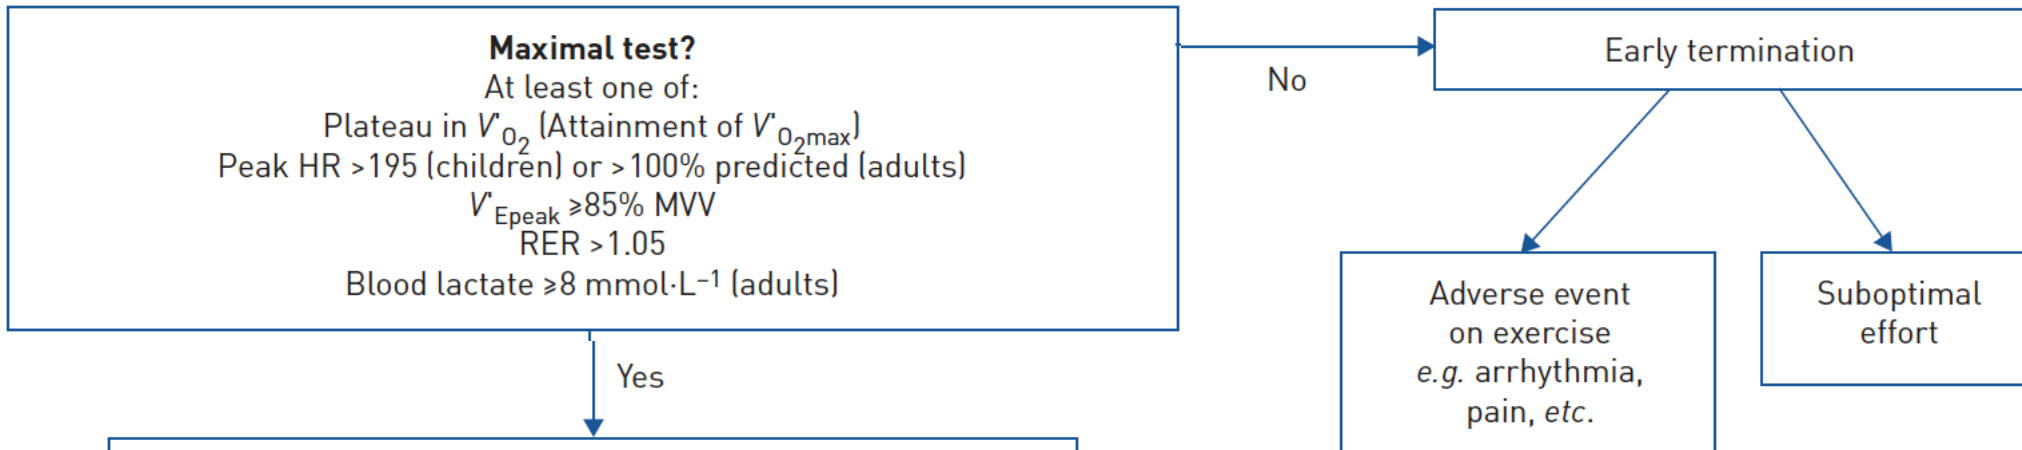 Maximal test?
At least one of:
Plateau in V̇O₂ (Attainment of V̇O₂max)
Peak HR >195 (children) or >100% predicted (adults)
V̇Epeak ⩾85% MVV
RER >1.05
Blood lactate ⩾8 mmol·L⁻¹ (adults)
No
Early termination
Yes
Adverse event
on exercise
e.g. arrhythmia,
pain, etc.
Suboptimal
effort